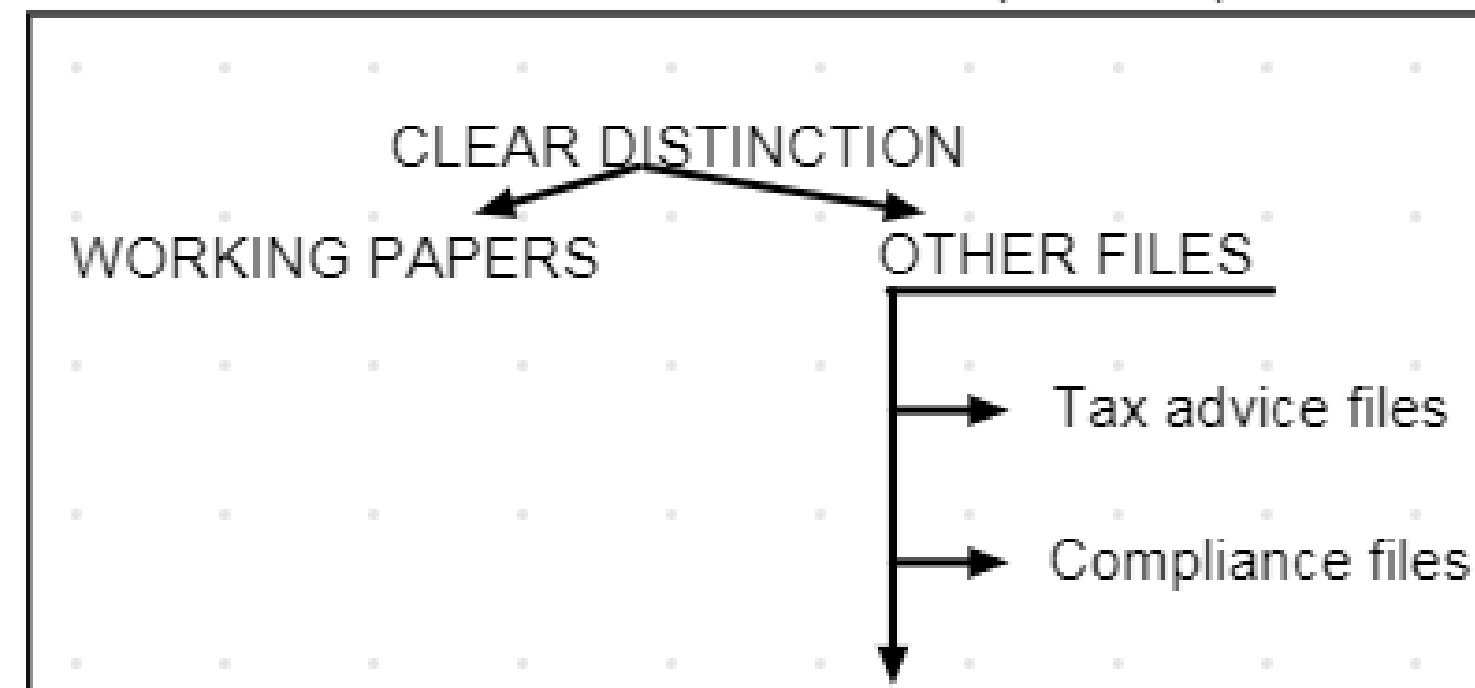 CLEAR DISTINCTION
WORKING PAPERS
OTHER FILES
Tax advice files
Compliance files